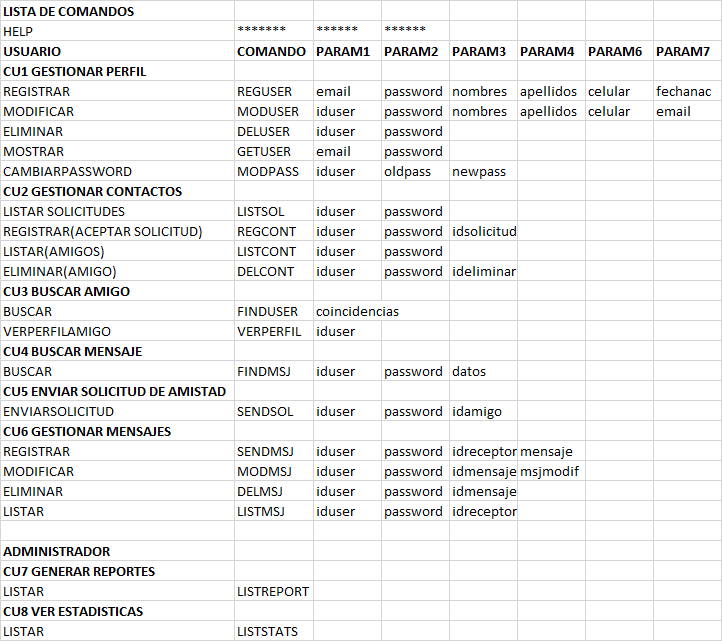 LISTA DE COMANDOS
HELP ******* ****** ******
USUARIO COMANDO PARAM1 PARAM2 PARAM3 PARAM4 PARAM6 PARAM7
CU1 GESTIONAR PERFIL
REGISTRAR REGUSER email password nombres apellidos celular fechanac
MODIFICAR MODUSER iduser password nombres apellidos celular email
ELIMINAR DELUSER iduser password
MOSTRAR GETUSER email password
CAMBIARPASSWORD MODPASS iduser oldpass newpass
CU2 GESTIONAR CONTACTOS
LISTAR SOLICITUDES LISTSOL iduser password
REGISTRAR(ACEPTAR SOLICITUD) REGCONT iduser password idsolicitud
LISTAR(AMIGOS) LISTCONT iduser password
ELIMINAR(AMIGO) DELCONT iduser password ideliminar
CU3 BUSCAR AMIGO
BUSCAR FINDUSER coincidencias
VERPERFILAMIGO VERPERFIL iduser
CU4 BUSCAR MENSAJE
BUSCAR FINDMSJ iduser password datos
CU5 ENVIAR SOLICITUD DE AMISTAD
ENVIARSOLICITUD SENDSOL iduser password idamigo
CU6 GESTIONAR MENSAJES
REGISTRAR SENDMSJ iduser password idreceptor mensaje
MODIFICAR MODMSJ iduser password idmensaje msjmodif
ELIMINAR DELMSJ iduser password idmensaje
LISTAR LISTMSJ iduser password idreceptor
ADMINISTRADOR
CU7 GENERAR REPORTES
LISTAR LISTREPORT
CU8 VER ESTADISTICAS
LISTAR LISTSTATS